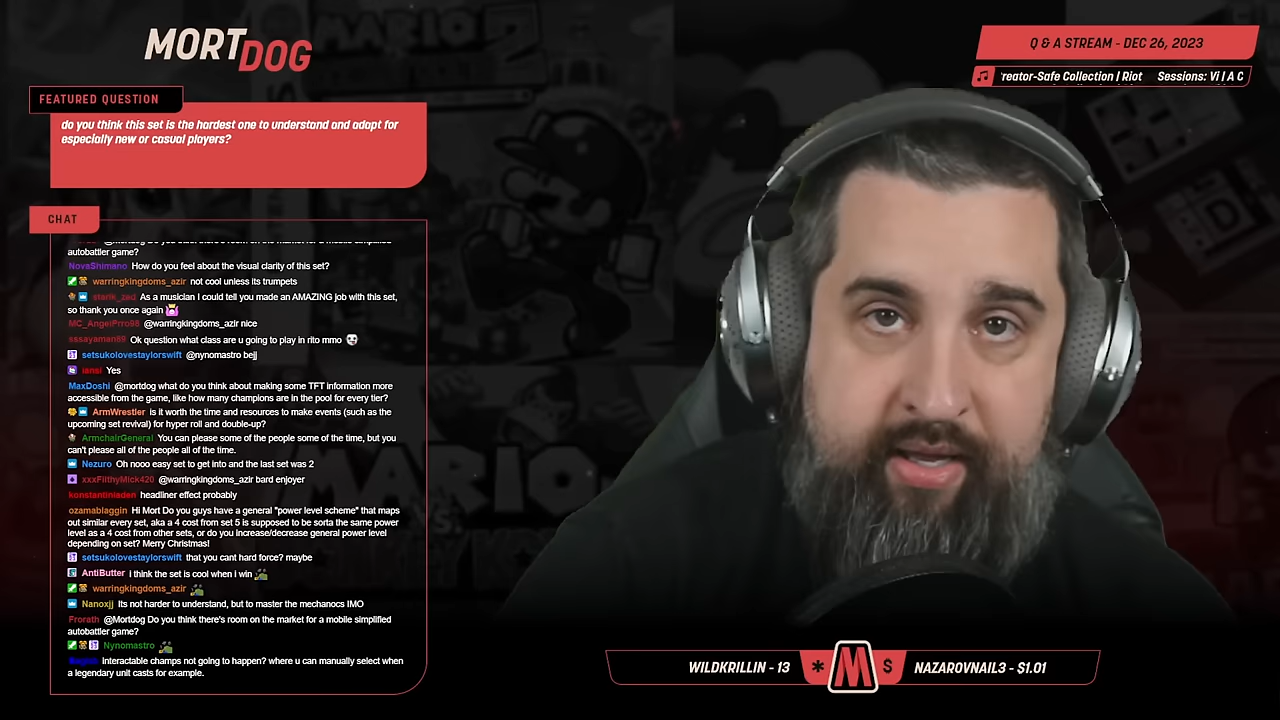 MORTDOG
Q & A STREAM - DEC 26, 2023
reator-Safe Collection | Riot Sessions: Vi | A C
FEATURED QUESTION
do you think this set is the hardest one to understand and adapt for
especially new or casual players?
CHAT
autobattler game?
NovaShimano How do you feel about the visual clarity of this set?
warringkingdoms_azir not cool unless its trumpets
As a musician I could tell you made an AMAZING job with this set,
so thank you once again
MC_AngelPrro98 @warringkingdoms_azir nice
sssayaman89 Ok question what class are u going to play in rito mmo
setsukolovestaylorswift @nynomastro bejj
Yes
MaxDoshi @mortdog what do you think about making some TFT information more
accessible from the game, like how many champions are in the pool for every tier?
ArmWrestler is it worth the time and resources to make events (such as the
upcoming set revival) for hyper roll and double-up?
ArmchairGeneral You can please some of the people some of the time, but you
can't please all of the people all of the time.
Nezuro Oh nooo easy set to get into and the last set was 2
xxxFilthyMick420 @warringkingdoms_azir bard enjoyer
konstantinieden headliner effect probably
ozamablaggin Hi Mort Do you guys have a general "power level scheme" that maps
out similar every set, aka a 4 cost from set 5 is supposed to be sorta the same power
level as a 4 cost from other sets, or do you increase/decrease general power level
depending on set? Merry Christmas!
setsukolovestaylorswift that you cant hard force? maybe
AntiButter i think the set is cool when i win
warringkingdoms_azir
Nanoxjj Its not harder to understand, but to master the mechanocs IMO
Frorath @Mortdog Do you think there's room on the market for a mobile simplified
autobattler game?
Nynomastro
Interactable champs not going to happen? where u can manually select when
a legendary unit casts for example.
WILDKRILLIN - 13 * M $ NAZAROVNAIL3 - $1.01